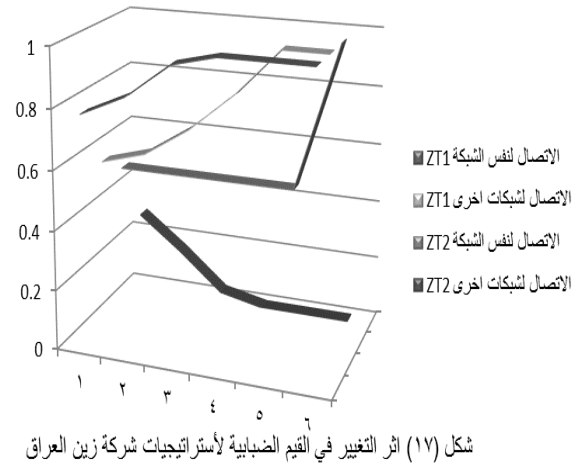 1
0.8
0.6
0.4
0.2
0
١
٢
٣
٤
٥
٦
الاتصال لنفس الشبكة ZT1
الاتصال لشبكات اخرى ZT1
الاتصال لنفس الشبكة ZT2
الاتصال لشبكات اخرى ZT2
شكل (١٧) اثر التغيير في القيم الضبابية لأستراتيجيات شركة زين العراق